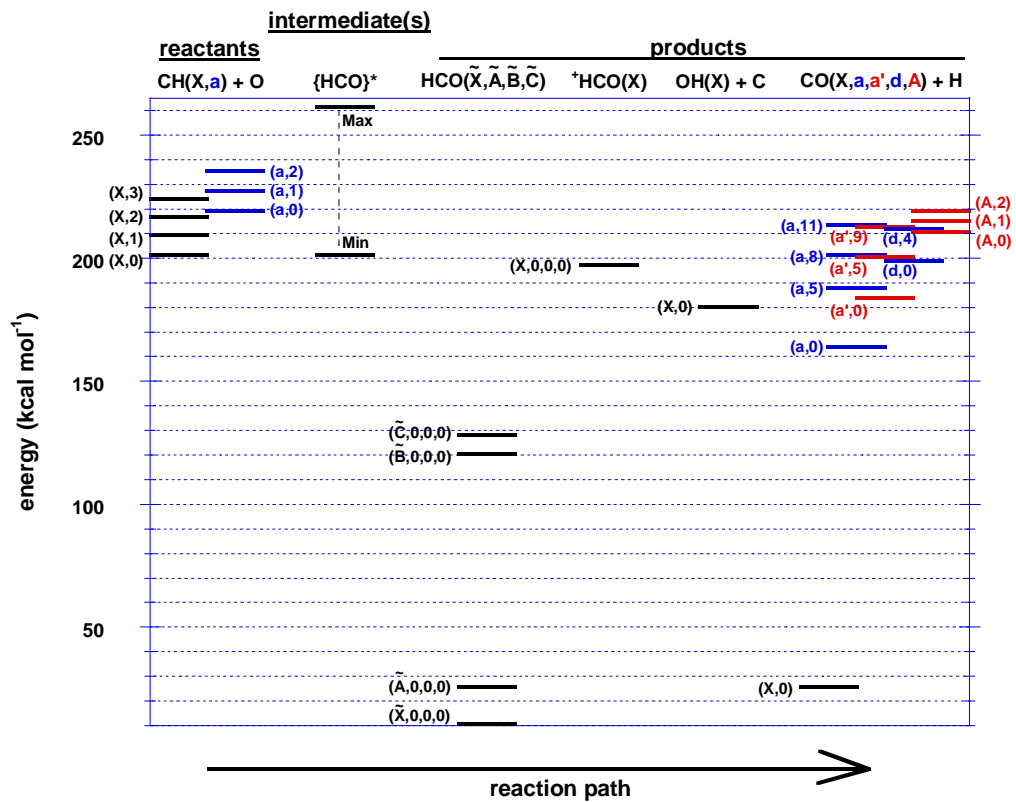 intermediate(s)
reactants
products
CH(X,a) + O
{HCO}*
HCO(X̃,Ã,B̃,C̃)
⁺HCO(X)
OH(X) + C
CO(X,a,a',d,A) + H
energy (kcal mol⁻¹)
250
200
150
100
50
(X,3)
(X,2)
(X,1)
(X,0)
(a,2)
(a,1)
(a,0)
Max
Min
(C̃,0,0,0)
(B̃,0,0,0)
(Ã,0,0,0)
(X̃,0,0,0)
(X,0,0,0)
(X,0)
(a,11)
(a',9)
(d,4)
(a,8)
(a',5)
(d,0)
(a,5)
(a',0)
(a,0)
(X,0)
(A,2)
(A,1)
(A,0)
reaction path